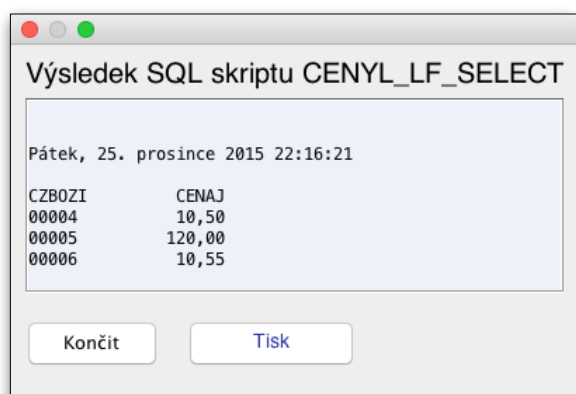 Výsledek SQL skriptu CENYL_LF_SELECT
Pátek, 25. prosince 2015 22:16:21
CZBOZI CENAJ
00004 10,50
00005 120,00
00006 10,55
Končit Tisk